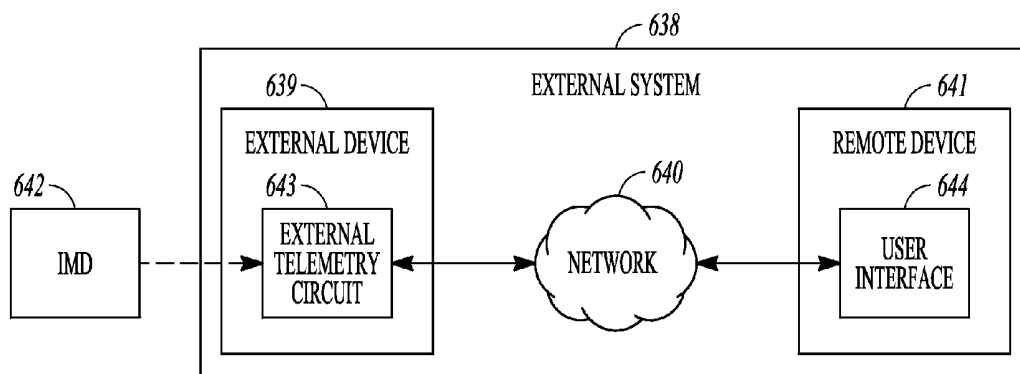 638
EXTERNAL SYSTEM
639
EXTERNAL DEVICE
641
REMOTE DEVICE
642
IMD
643
EXTERNAL
TELEMETRY
CIRCUIT
640
NETWORK
644
USER
INTERFACE